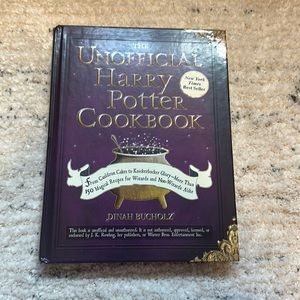 THE
UNOFFICIAL
HARRY
POTTER
COOKBOOK
New York
Times
Best Seller
From Cauldron Cakes to Knickerbocker Glory—More Than
150 Magical Recipes for Wizards and Non-Wizards Alike
DINAH BUCHOLZ
This book is unofficial and unauthorized. It is not authorized, approved, licensed, or
endorsed by J. K. Rowling, her publishers, or Warner Bros. Entertainment Inc.